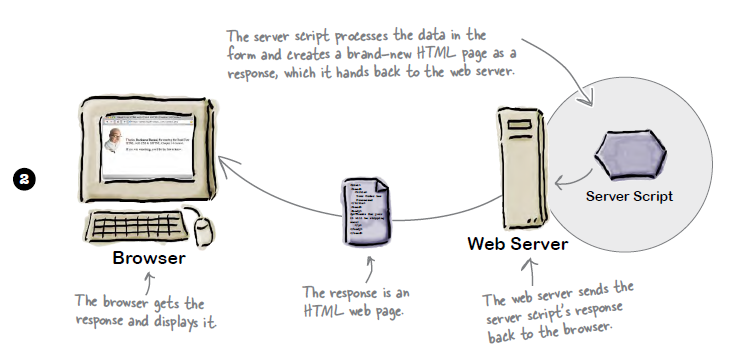 The server script processes the data in the
form and creates a brand-new HTML page as a
response, which it hands back to the web server.
2
Server Script
Web Server
Browser
The browser gets the
response and displays it
The response is an
HTML web page.
The web server sends the
server script's response
back to the browser.